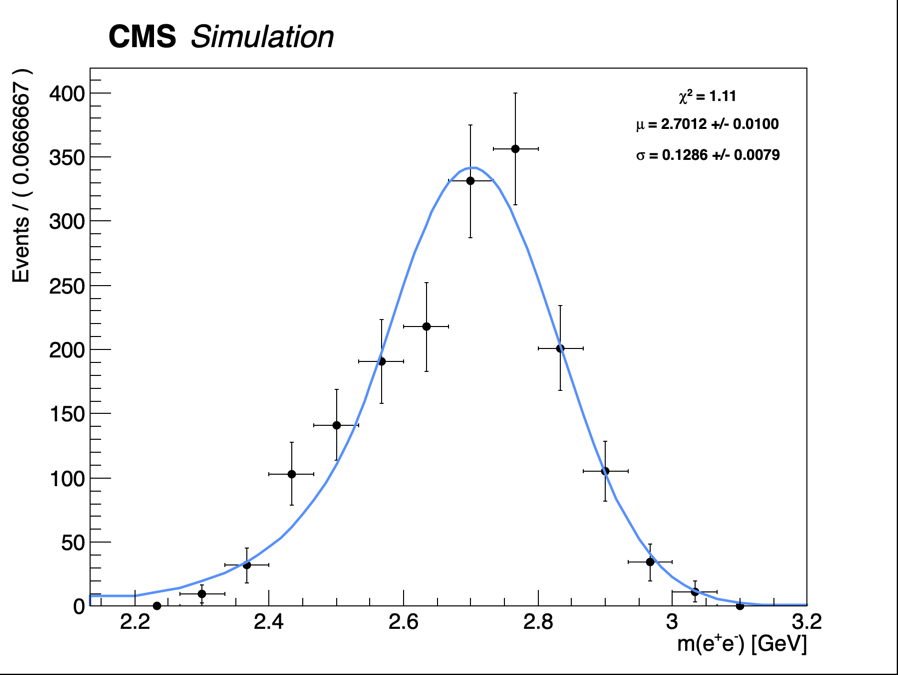 CMS Simulation
Events / ( 0.0666667 )
400
350
300
250
200
150
100
50
0
χ² = 1.11
μ = 2.7012 +/- 0.0100
σ = 0.1286 +/- 0.0079
2.2 2.4 2.6 2.8 3 3.2
m(e⁺e⁻) [GeV]